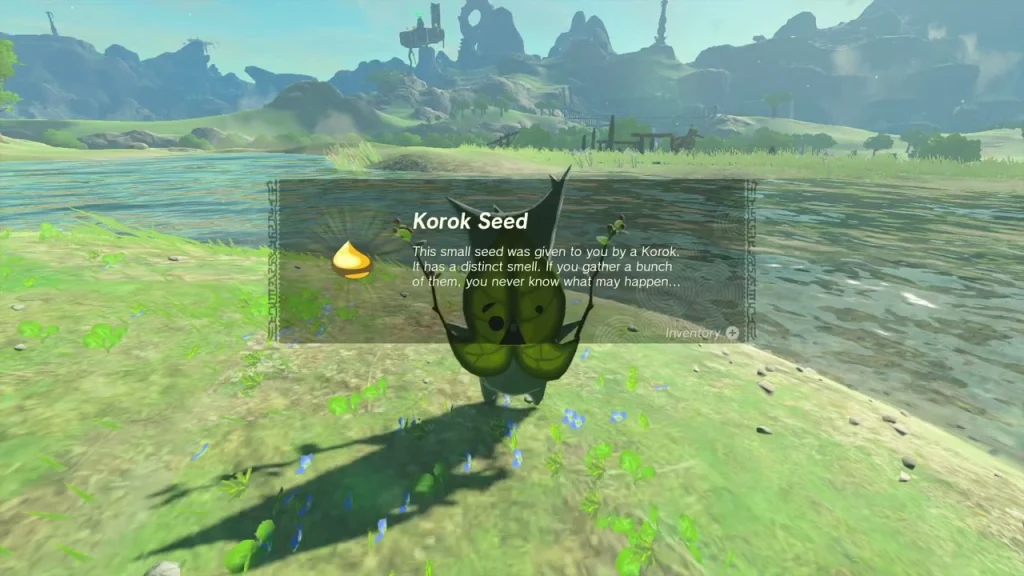 Korok Seed
This small seed was given to you by a Korok.
It has a distinct smell. If you gather a bunch
of them, you never know what may happen...
Inventory